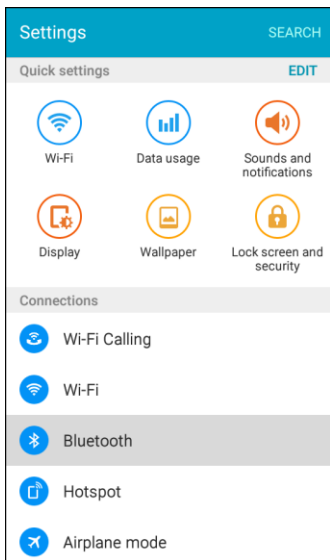 Settings SEARCH
Quick settings EDIT
Wi-Fi Data usage Sounds and
notifications
Display Wallpaper Lock screen and
security
Connections
Wi-Fi Calling
Wi-Fi
Bluetooth
Hotspot
Airplane mode